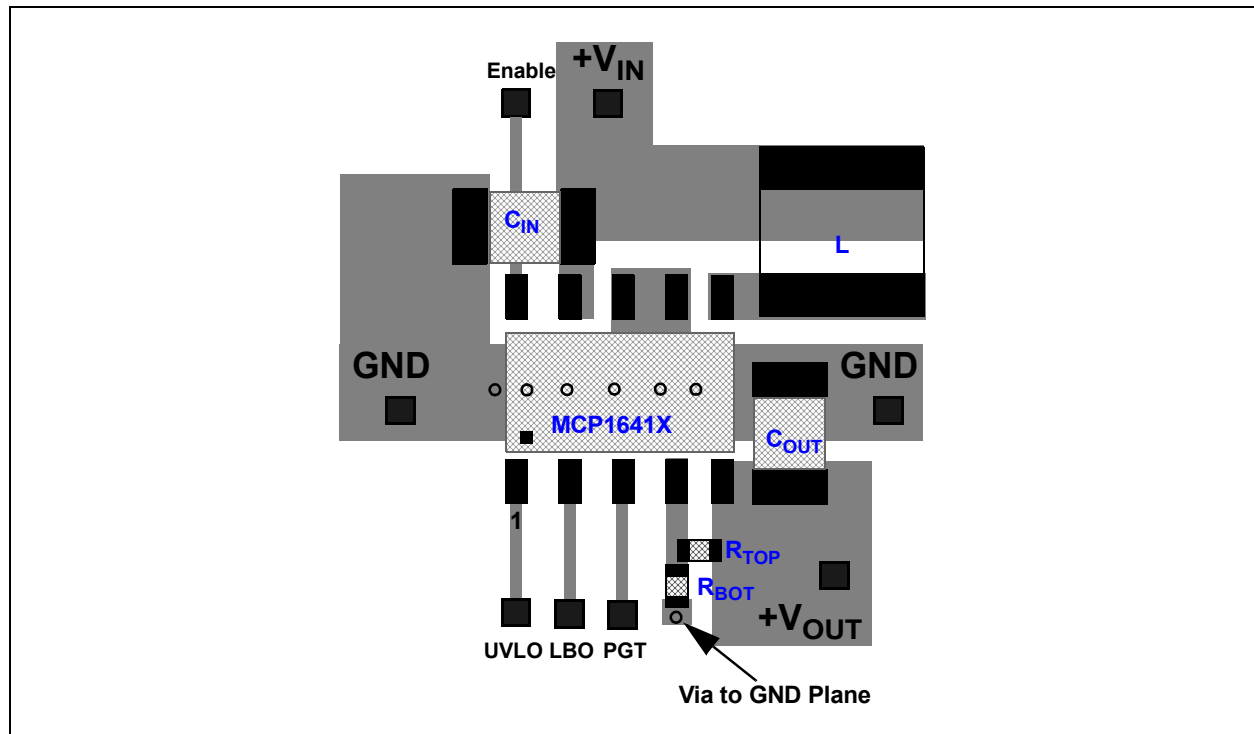 Enable
+VIN
CIN
L
GND
GND
MCP1641X
COUT
1
RTOP
RBOT
+VOUT
UVLO LBO PGT
Via to GND Plane